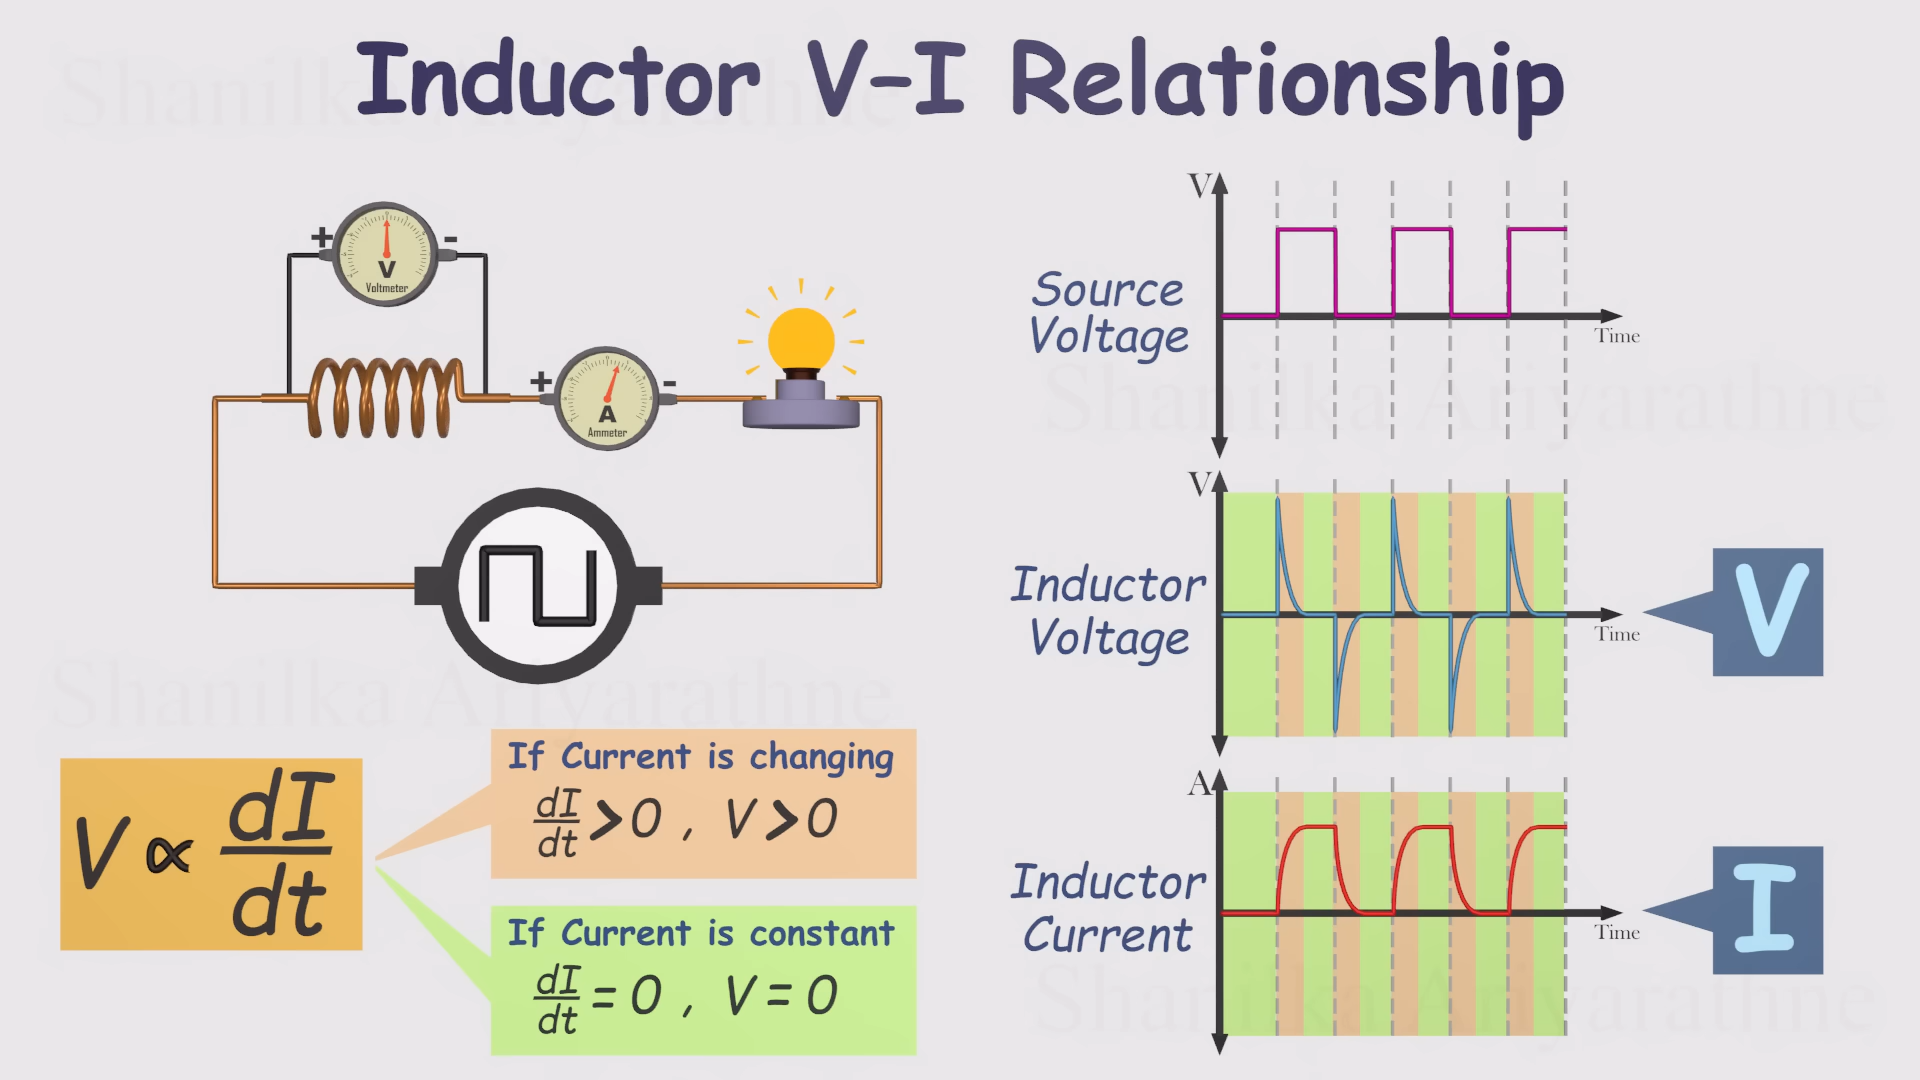 Inductor V-I Relationship
Shanilka Ariyarathne
+ -
V
Voltmeter
+ -
A
Ammeter
V
Source
Voltage
Time
Shanilka Ariyarathne
V
Inductor
Voltage
Time
V
A
Inductor
Current
Time
I
Shanilka Ariyarathne
Shanilka Ariyarathne
V ∝ dI/dt
If Current is changing
dI/dt > 0 , V > 0
If Current is constant
dI/dt = 0 , V = 0